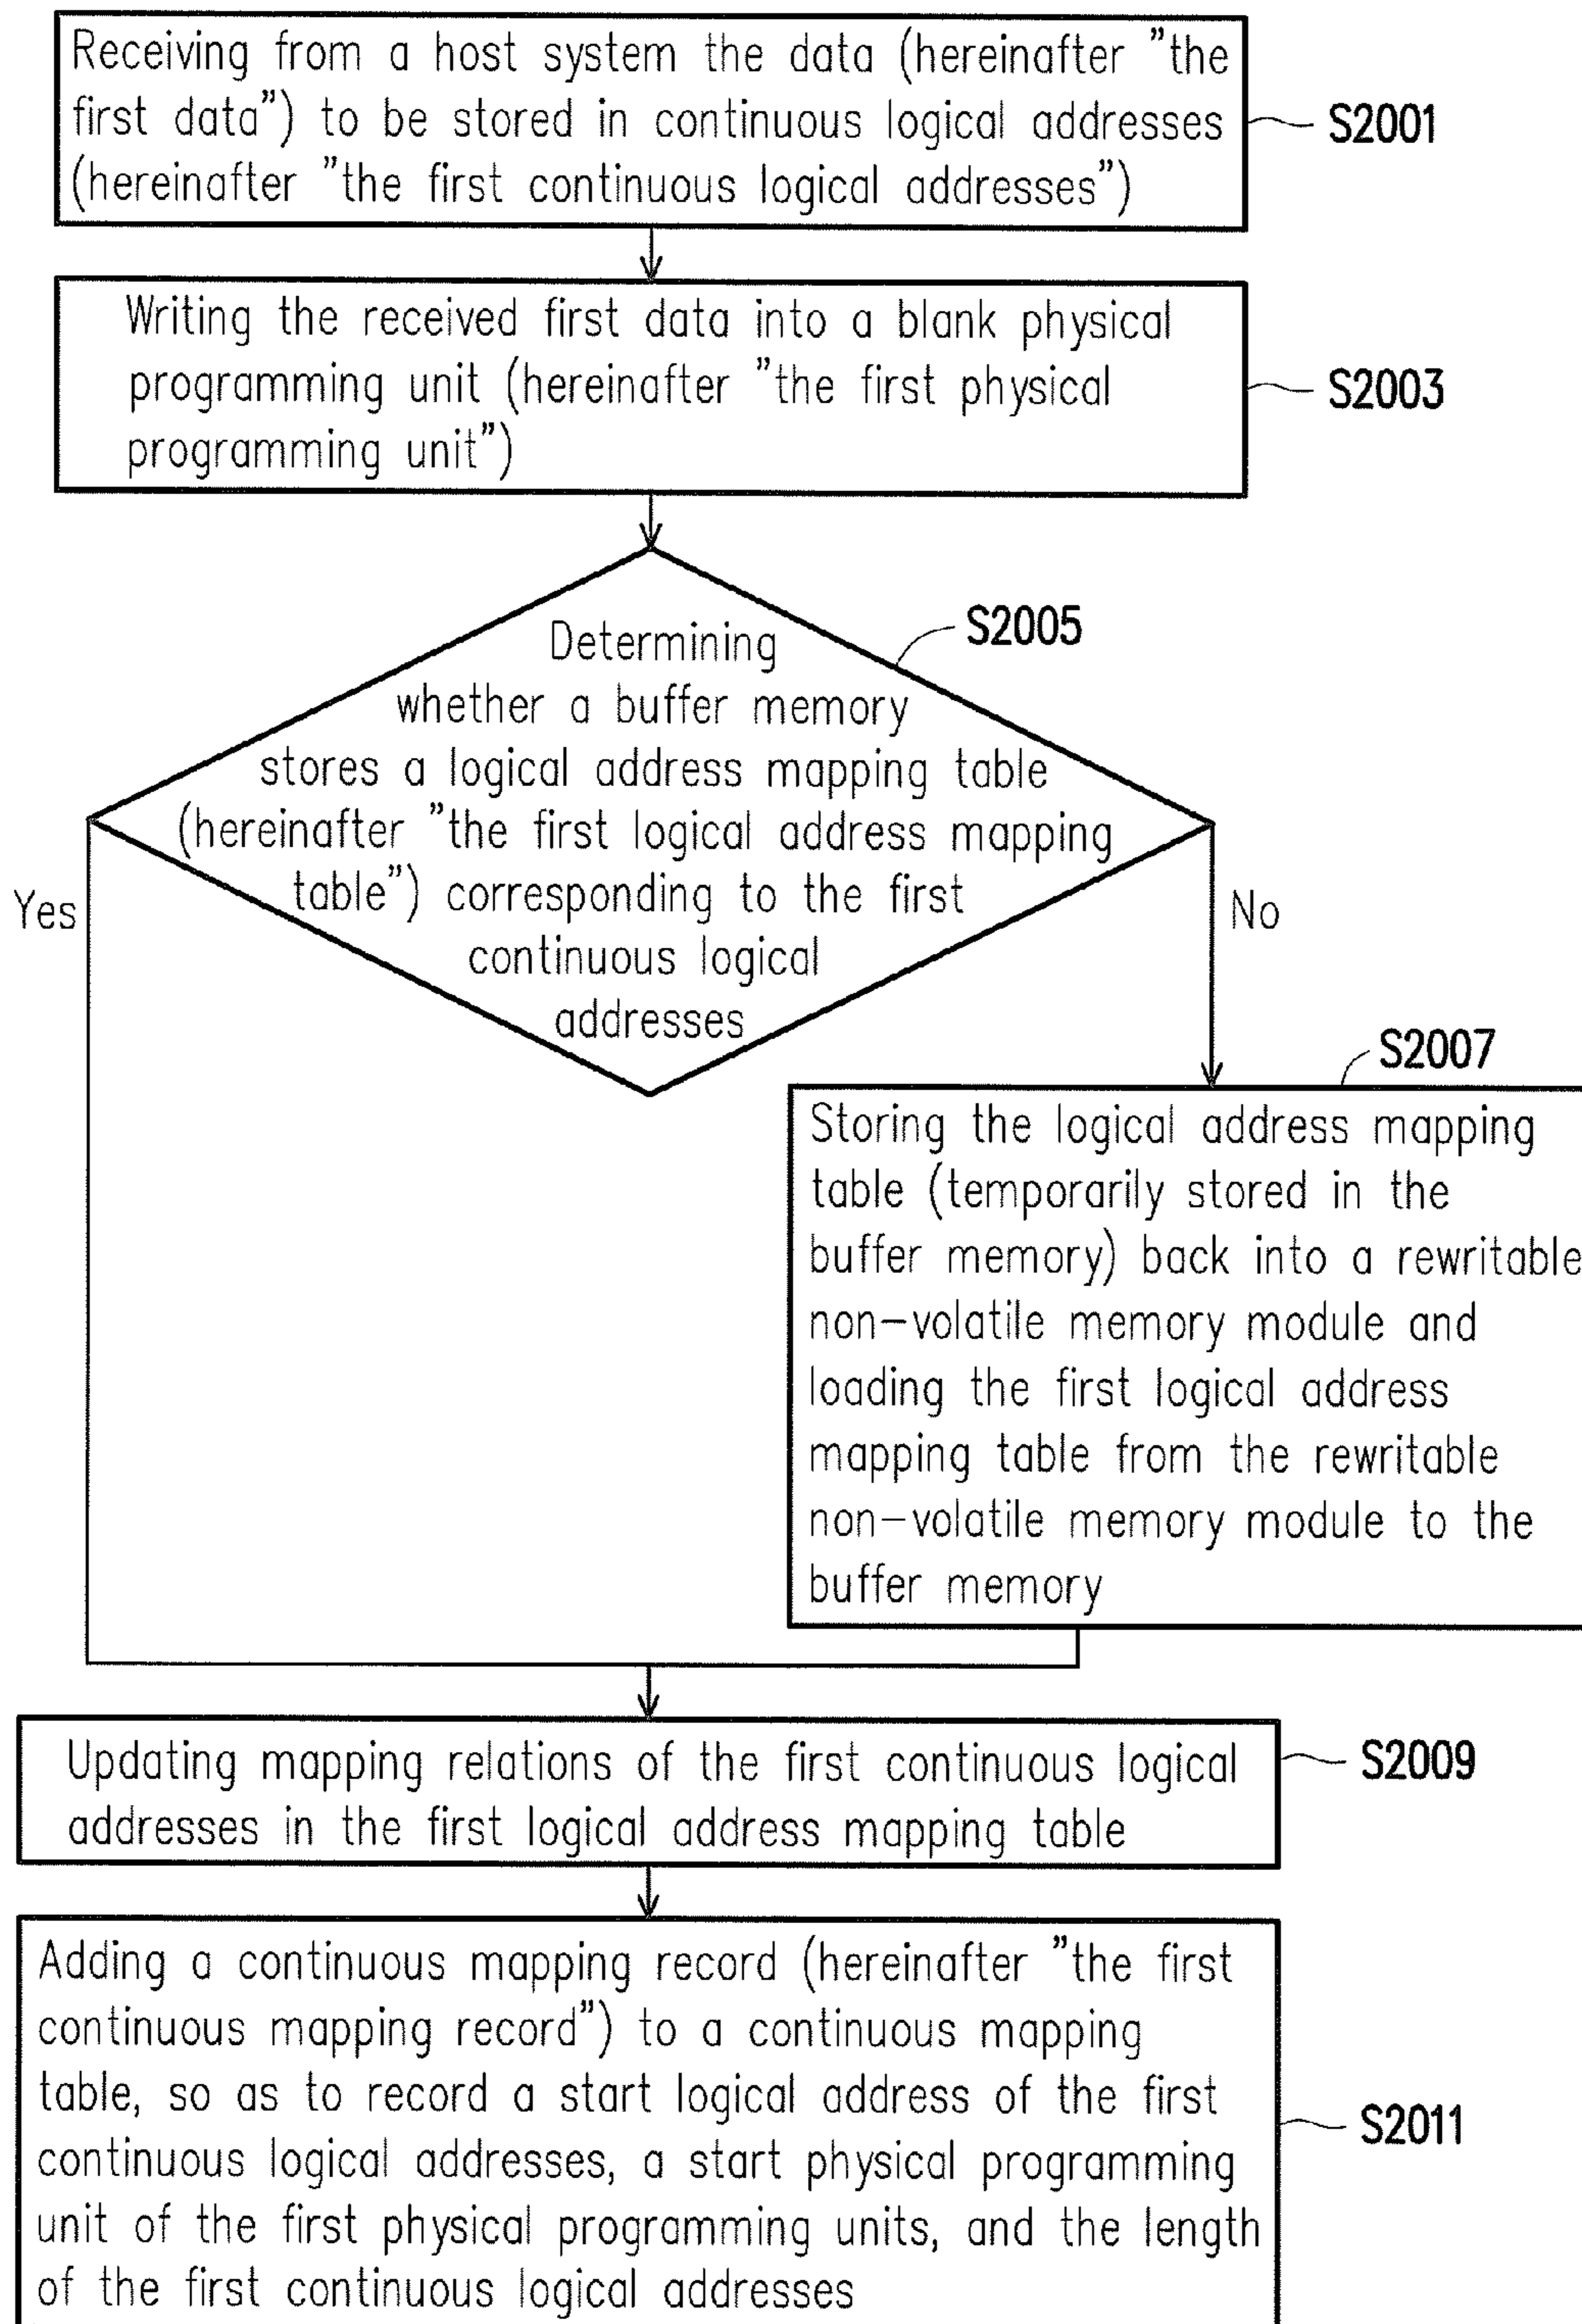 Receiving from a host system the data (hereinafter "the
first data") to be stored in continuous logical addresses
(hereinafter "the first continuous logical addresses")
S2001
Writing the received first data into a blank physical
programming unit (hereinafter "the first physical
programming unit")
S2003
Determining
whether a buffer memory
stores a logical address mapping table
(hereinafter "the first logical address mapping
table") corresponding to the first
continuous logical
addresses
S2005
Yes
No
S2007
Storing the logical address mapping
table (temporarily stored in the
buffer memory) back into a rewritable
non-volatile memory module and
loading the first logical address
mapping table from the rewritable
non-volatile memory module to the
buffer memory
Updating mapping relations of the first continuous logical
addresses in the first logical address mapping table
S2009
Adding a continuous mapping record (hereinafter "the first
continuous mapping record") to a continuous mapping
table, so as to record a start logical address of the first
continuous logical addresses, a start physical programming
unit of the first physical programming units, and the length
of the first continuous logical addresses
S2011